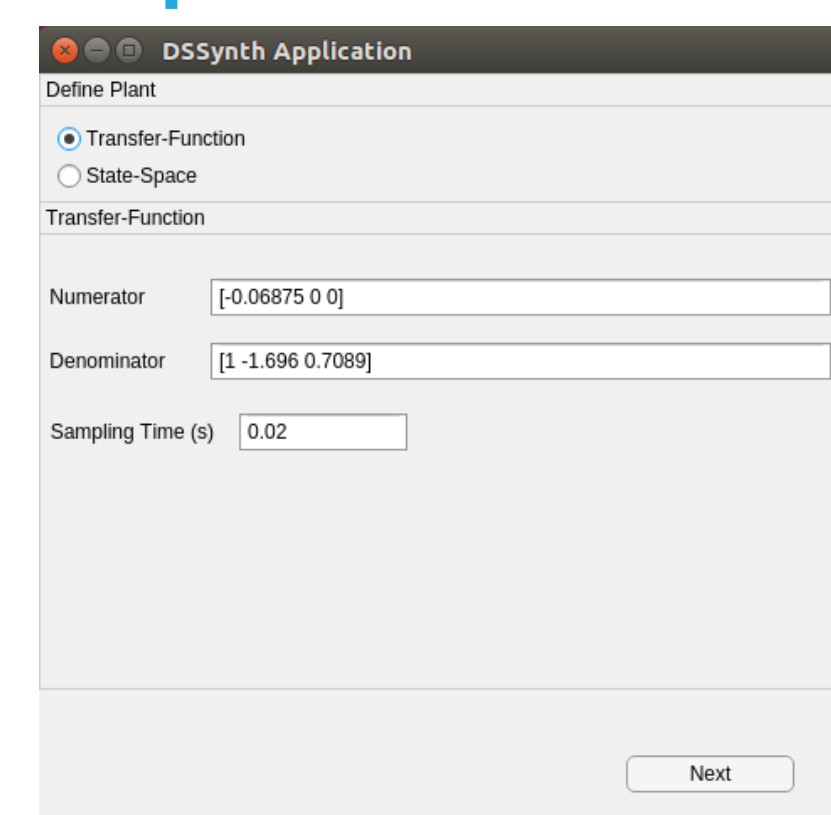 DSSynth Application
Define Plant
Transfer-Function
State-Space
Transfer-Function
Numerator [-0.06875 0 0]
Denominator [1 -1.696 0.7089]
Sampling Time (s) 0.02
Next